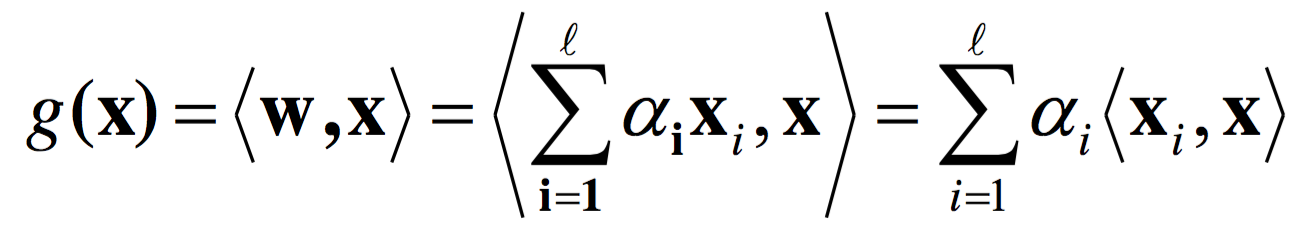 g(x) = ⟨w,x⟩ = ⟨∑_{i=1}^{ℓ} α_i x_i, x⟩ = ∑_{i=1}^{ℓ} α_i ⟨x_i, x⟩